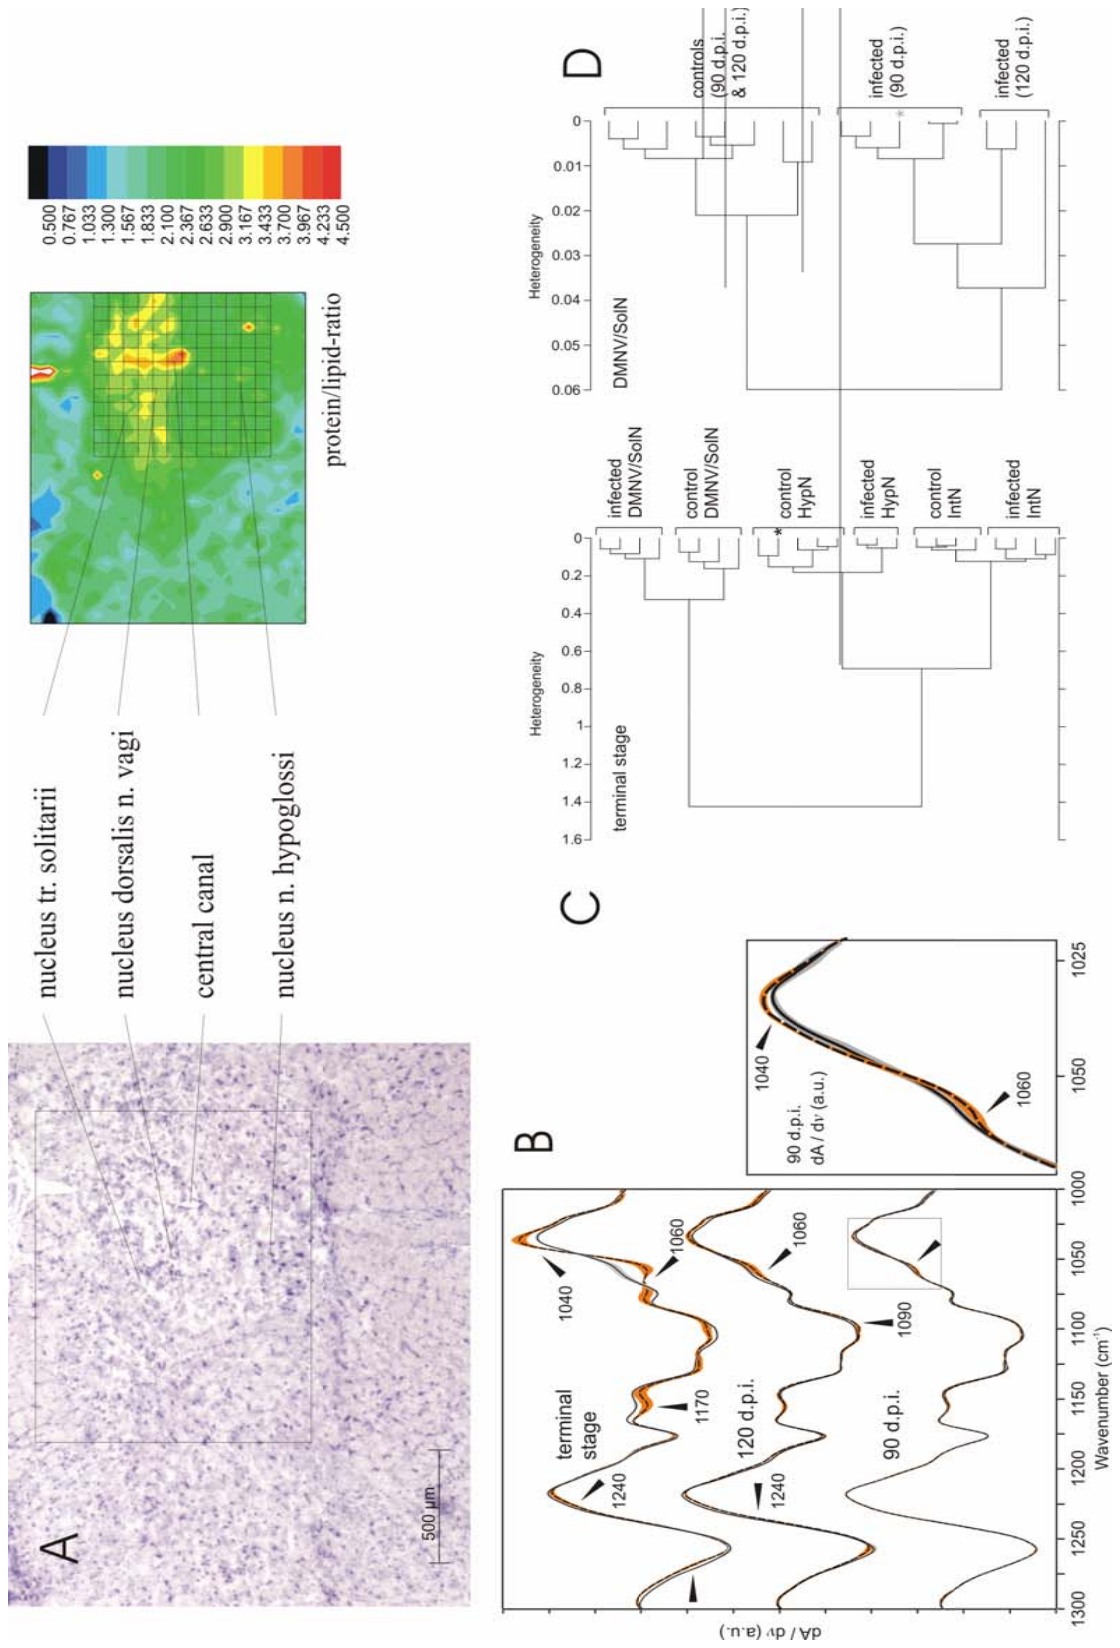 A
500 µm
nucleus tr. solitarii
nucleus dorsalis n. vagi
central canal
nucleus n. hypoglossi
protein/lipid-ratio
0.500
0.767
1.033
1.300
1.567
1.833
2.100
2.367
2.633
2.900
3.167
3.433
3.700
3.967
4.233
4.500
B
dA / dν (a.u.)
terminal
stage
1240
1170
1040
1060
120 d.p.i.
1240
1090
1060
90 d.p.i.
1300
1250
1200
1150
1100
1050
1000
Wavenumber (cm-1)
90 d.p.i.
dA / dν (a.u.)
1040
1060
1050
1025
C
terminal stage
Heterogeneity
1.6
1.4
1.2
1
0.8
0.6
0.4
0.2
0
*
infected
DMNV/SolN
control
DMNV/SolN
control
HypN
infected
HypN
control
IntN
infected
IntN
D
DMNV/SolN
Heterogeneity
0.06
0.05
0.04
0.03
0.02
0.01
0
*
controls
(90 d.p.i.
& 120 d.p.i.)
infected
(90 d.p.i.)
infected
(120 d.p.i.)